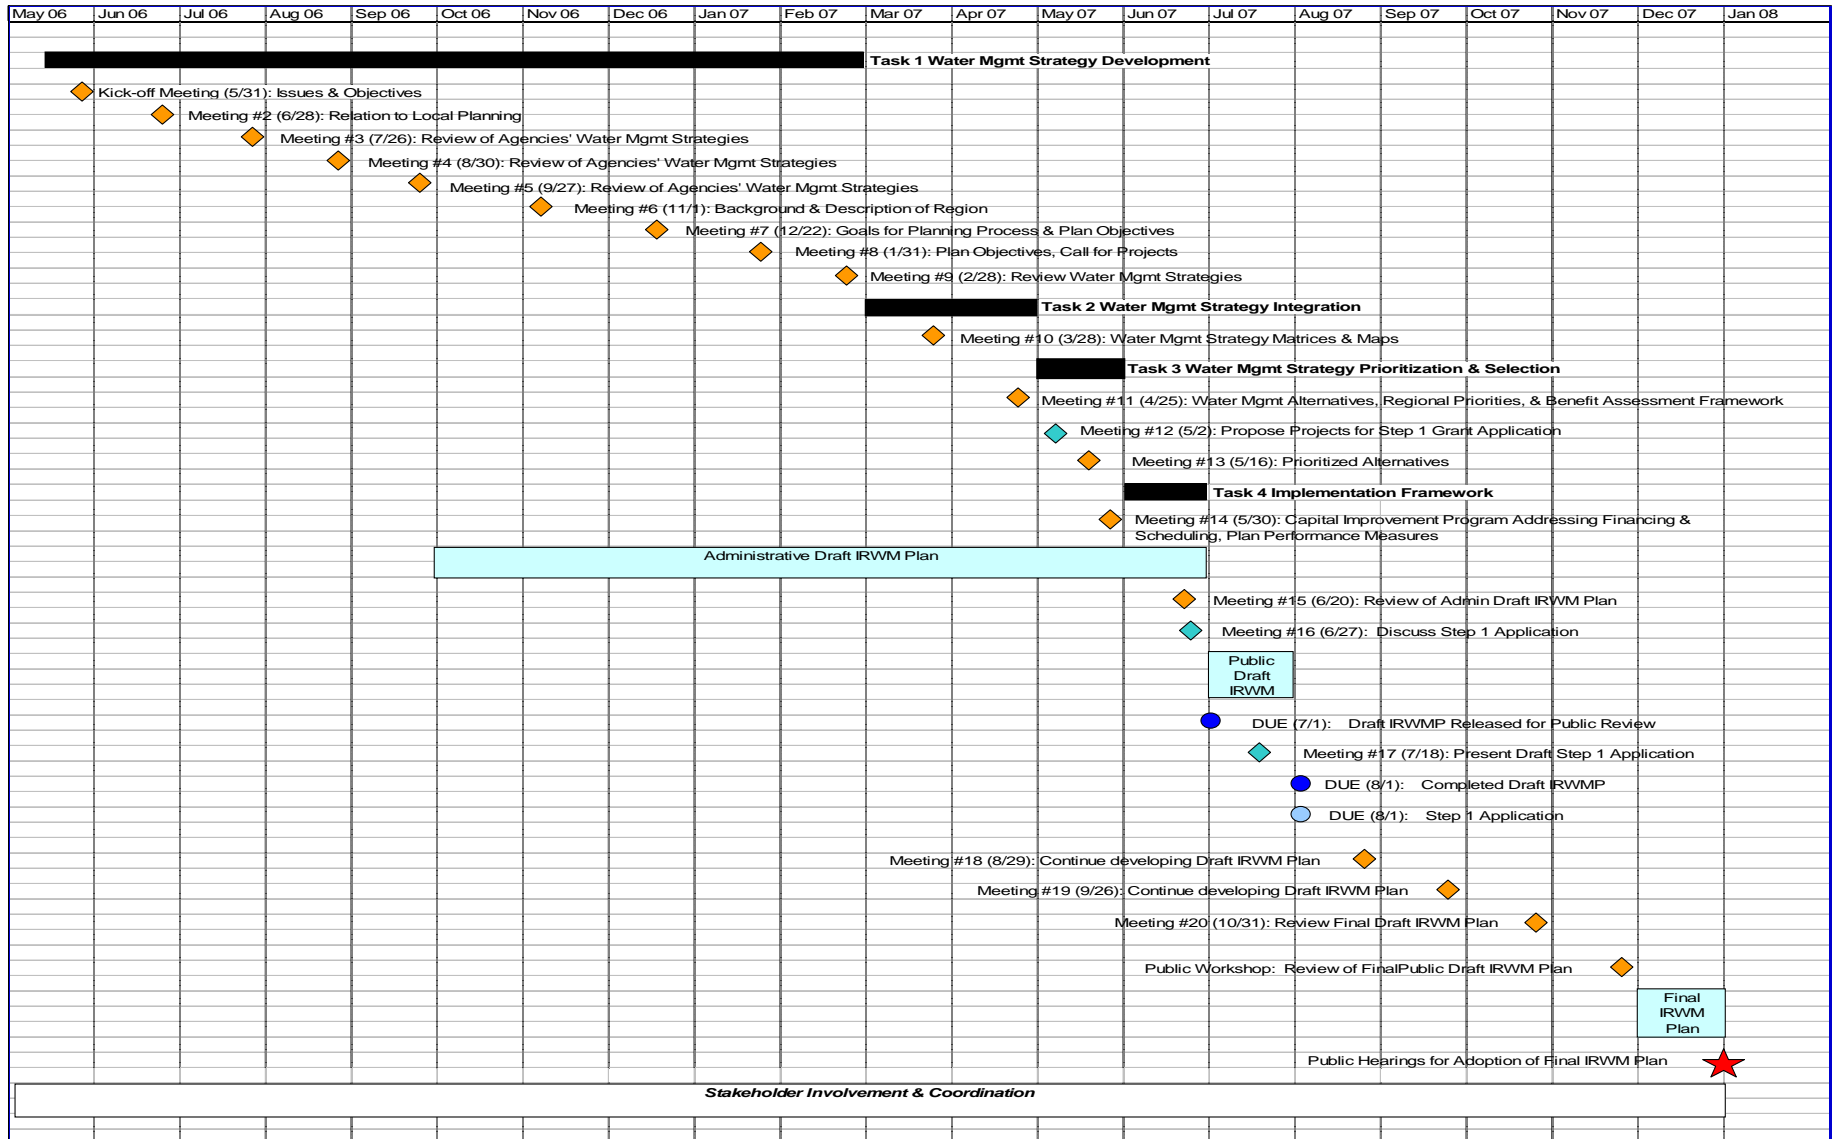 May 06 Jun 06 Jul 06 Aug 06 Sep 06 Oct 06 Nov 06 Dec 06 Jan 07 Feb 07 Mar 07 Apr 07 May 07 Jun 07 Jul 07 Aug 07 Sep 07 Oct 07 Nov 07 Dec 07 Jan 08
Task 1 Water Mgmt Strategy Development
Kick-off Meeting (5/31): Issues & Objectives
Meeting #2 (6/28): Relation to Local Planning
Meeting #3 (7/26): Review of Agencies' Water Mgmt Strategies
Meeting #4 (8/30): Review of Agencies' Water Mgmt Strategies
Meeting #5 (9/27): Review of Agencies' Water Mgmt Strategies
Meeting #6 (11/1): Background & Description of Region
Meeting #7 (12/22): Goals for Planning Process & Plan Objectives
Meeting #8 (1/31): Plan Objectives, Call for Projects
Meeting #9 (2/28): Review Water Mgmt Strategies
Task 2 Water Mgmt Strategy Integration
Meeting #10 (3/28): Water Mgmt Strategy Matrices & Maps
Task 3 Water Mgmt Strategy Prioritization & Selection
Meeting #11 (4/25): Water Mgmt Alternatives, Regional Priorities, & Benefit Assessment Framework
Meeting #12 (5/2): Propose Projects for Step 1 Grant Application
Meeting #13 (5/16): Prioritized Alternatives
Task 4 Implementation Framework
Meeting #14 (5/30): Capital Improvement Program Addressing Financing &
Scheduling, Plan Performance Measures
Administrative Draft IRWM Plan
Meeting #15 (6/20): Review of Admin Draft IRWM Plan
Meeting #16 (6/27): Discuss Step 1 Application
Public
Draft
IRWM
DUE (7/1): Draft IRWMP Released for Public Review
Meeting #17 (7/18): Present Draft Step 1 Application
DUE (8/1): Completed Draft IRWMP
DUE (8/1): Step 1 Application
Meeting #18 (8/29): Continue developing Draft IRWM Plan
Meeting #19 (9/26): Continue developing Draft IRWM Plan
Meeting #20 (10/31): Review Final Draft IRWM Plan
Public Workshop: Review of FinalPublic Draft IRWM Plan
Final
IRWM
Plan
Public Hearings for Adoption of Final IRWM Plan
Stakeholder Involvement & Coordination